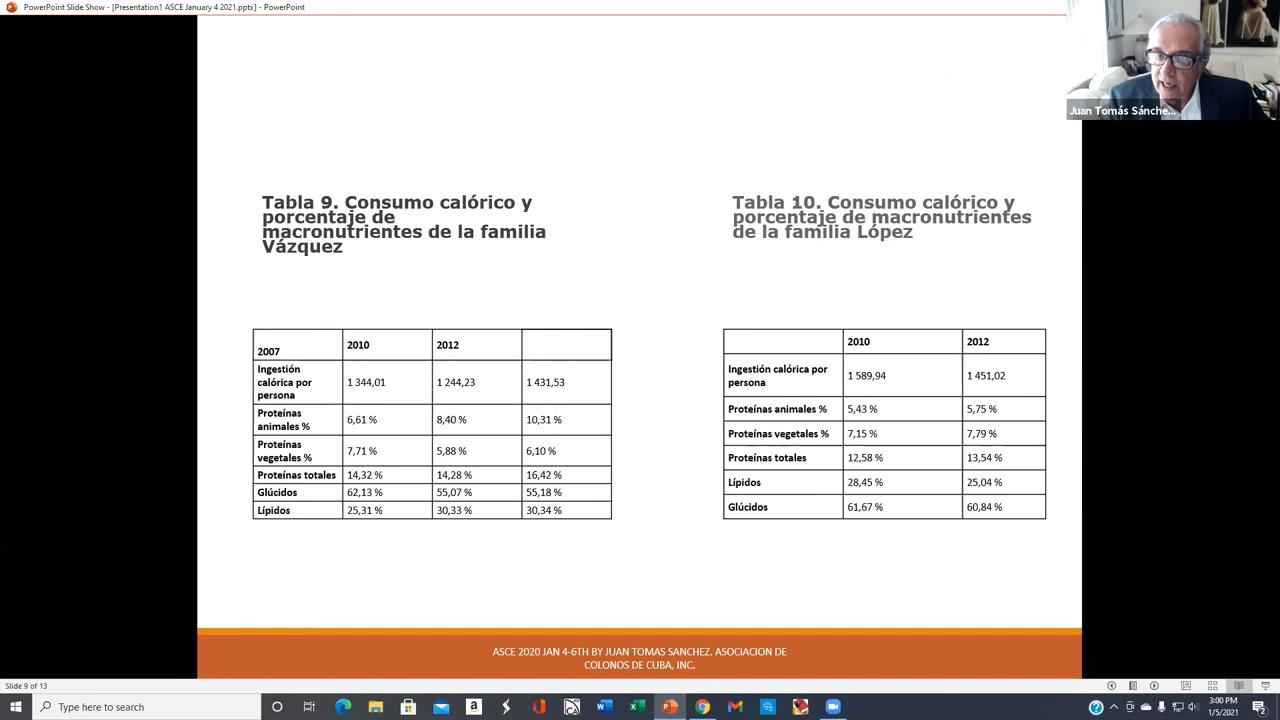 PowerPoint Slide Show - [Presentation1 ASCE January 4 2021.pptx] - PowerPoint
Juan Tomás Sánche...
Tabla 9. Consumo calórico y
porcentaje de
macronutrientes de la familia
Vázquez
2007 2010 2012
Ingestión
calórica por
persona
1 344,01 1 244,23 1 431,53
Proteínas
animales %
6,61 % 8,40 % 10,31 %
Proteínas
vegetales %
7,71 % 5,88 % 6,10 %
Proteínas totales 14,32 % 14,28 % 16,42 %
Glúcidos 62,13 % 55,07 % 55,18 %
Lípidos 25,31 % 30,33 % 30,34 %
Tabla 10. Consumo calórico y
porcentaje de macronutrientes
de la familia López
2010 2012
Ingestión calórica por
persona
1 589,94 1 451,02
Proteínas animales % 5,43 % 5,75 %
Proteínas vegetales % 7,15 % 7,79 %
Proteínas totales 12,58 % 13,54 %
Lípidos 28,45 % 25,04 %
Glúcidos 61,67 % 60,84 %
ASCE 2020 JAN 4-6TH BY JUAN TOMAS SANCHEZ. ASOCIACION DE
COLONOS DE CUBA, INC.
Slide 9 of 13
Type here to search
3:00 PM
1/5/2021